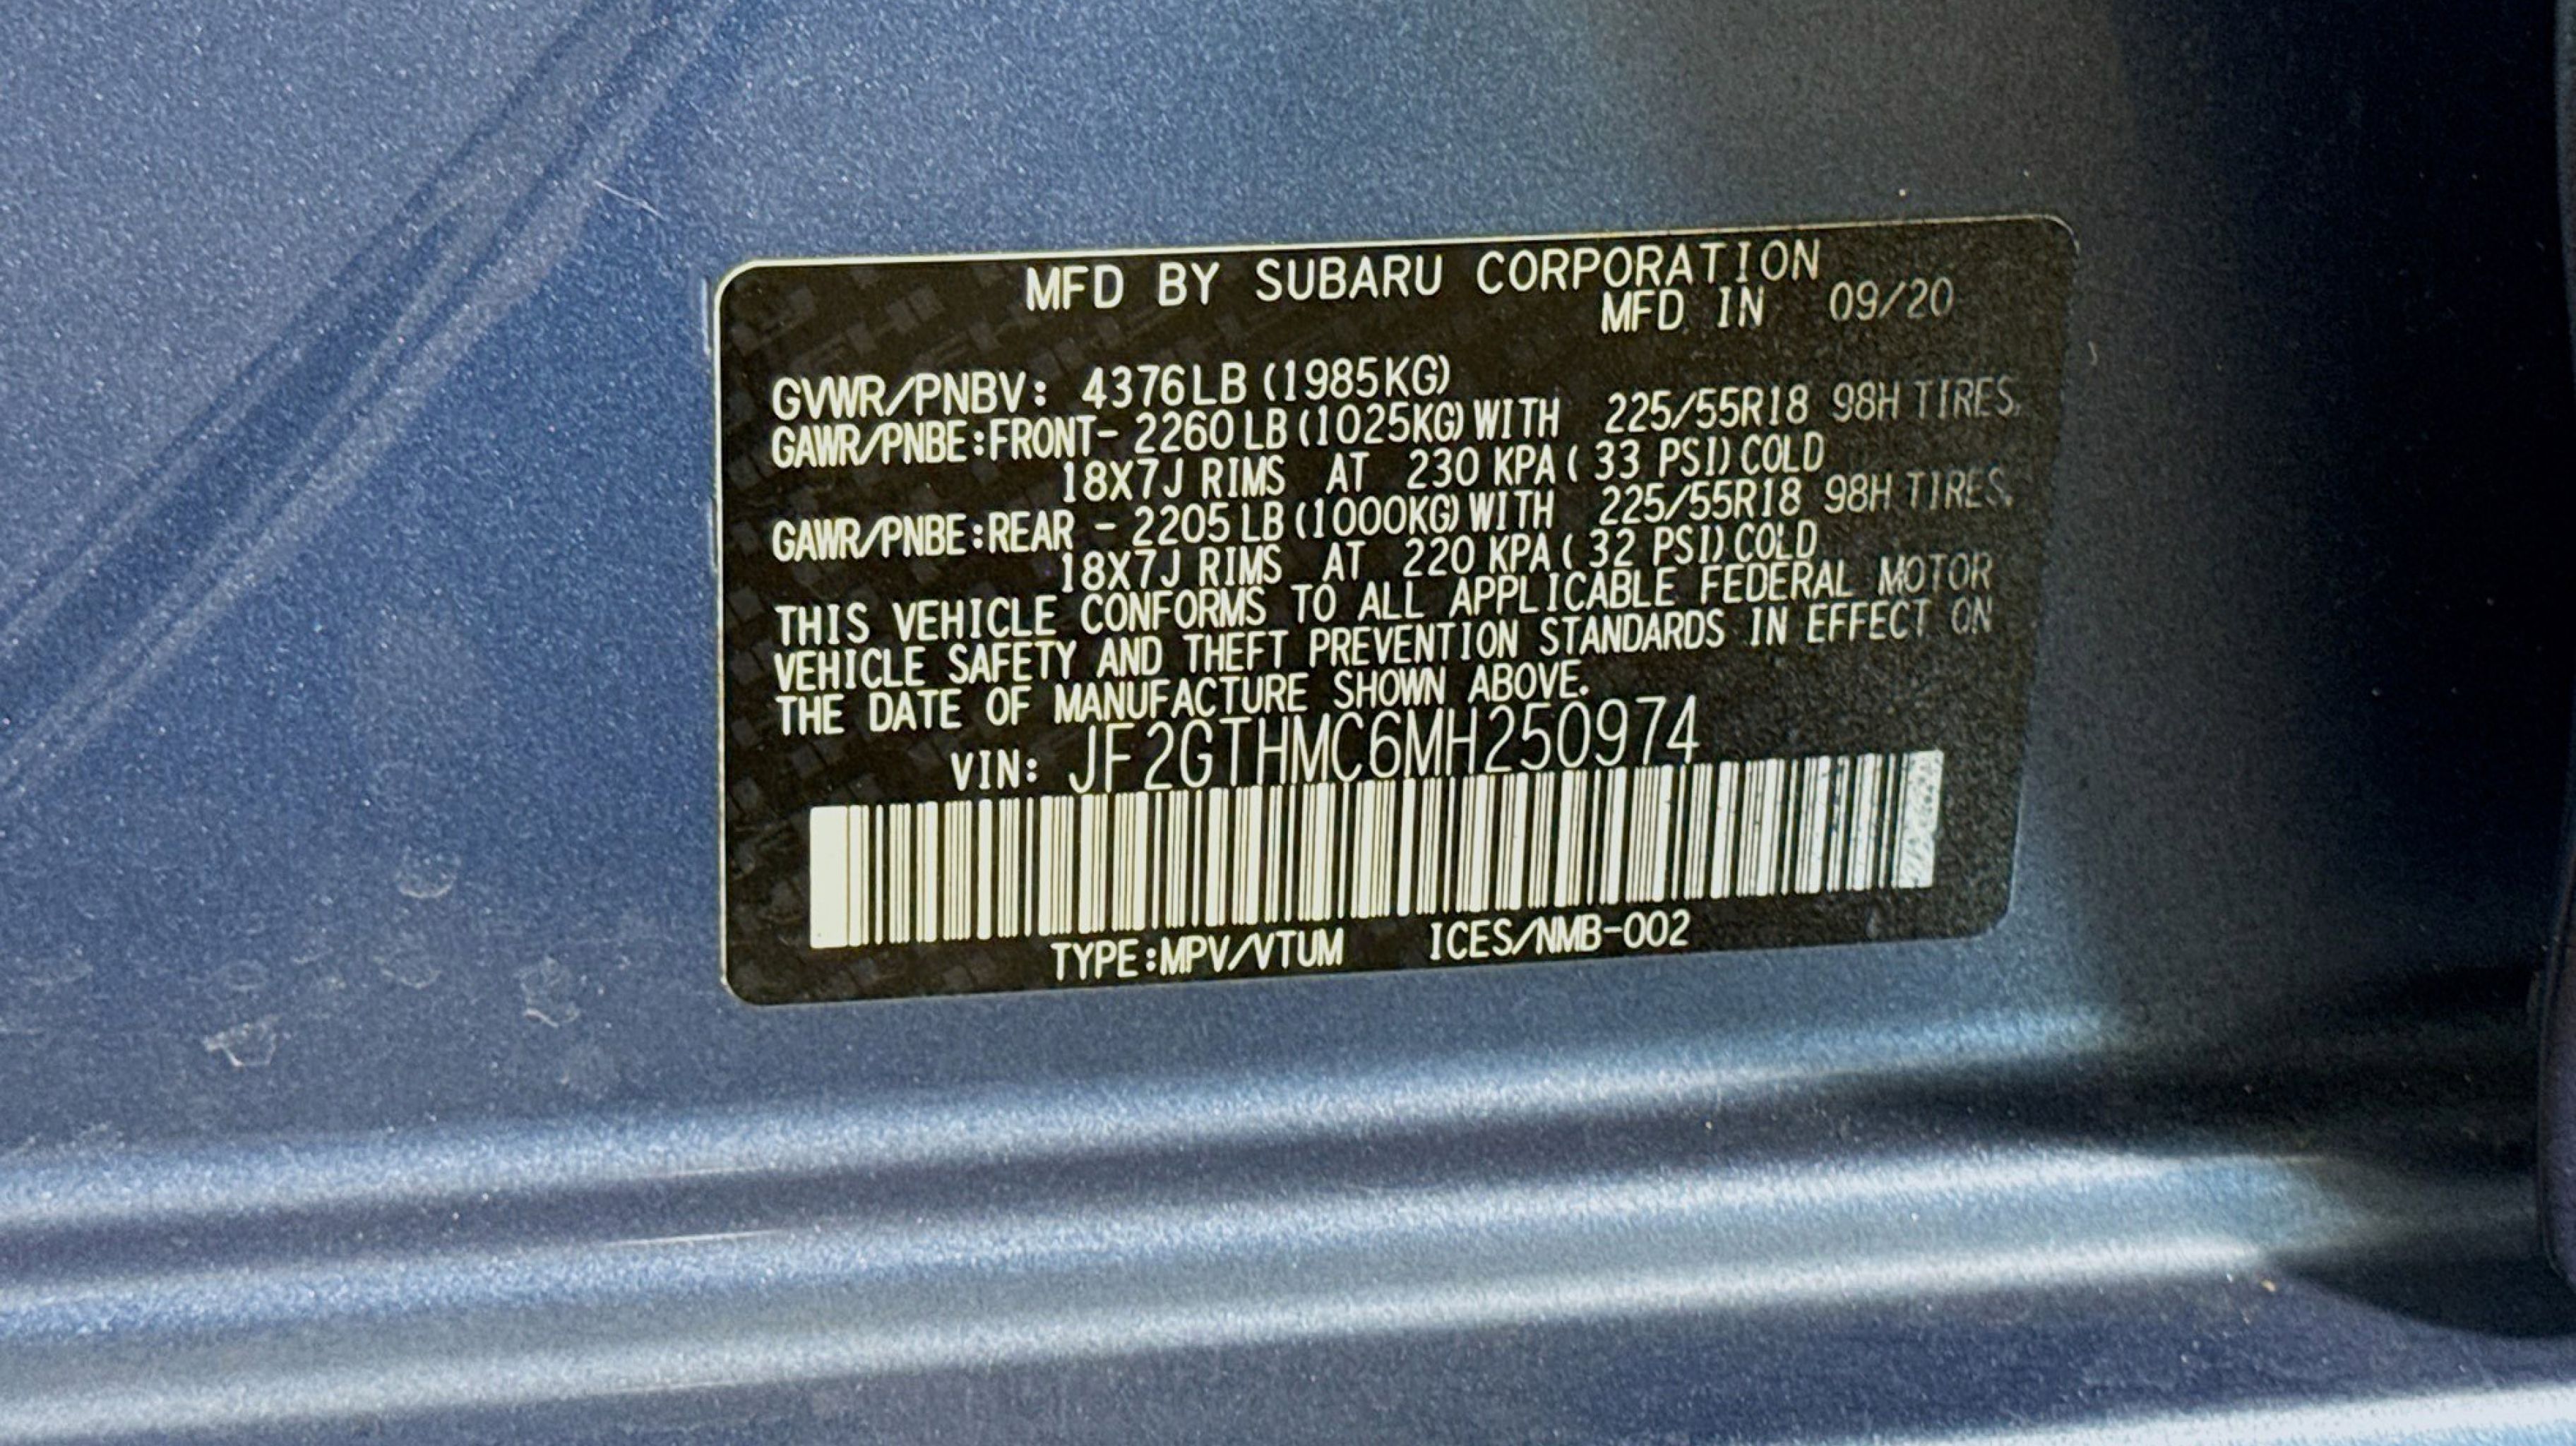 MFD BY SUBARU CORPORATION
MFD IN 09/20
GVWR/PNBV: 4376LB (1985KG)
GAWR/PNBE:FRONT- 2260 LB (1025KG) WITH 225/55R18 98H TIRES,
18X7J RIMS AT 230 KPA ( 33 PSI) COLD
GAWR/PNBE:REAR - 2205 LB (1000KG) WITH 225/55R18 98H TIRES,
18X7J RIMS AT 220 KPA ( 32 PSI) COLD
THIS VEHICLE CONFORMS TO ALL APPLICABLE FEDERAL MOTOR
VEHICLE SAFETY AND THEFT PREVENTION STANDARDS IN EFFECT ON
THE DATE OF MANUFACTURE SHOWN ABOVE.
VIN: JF2GTHMC6MH250974
TYPE:MPV/VTUM ICES/NMB-002